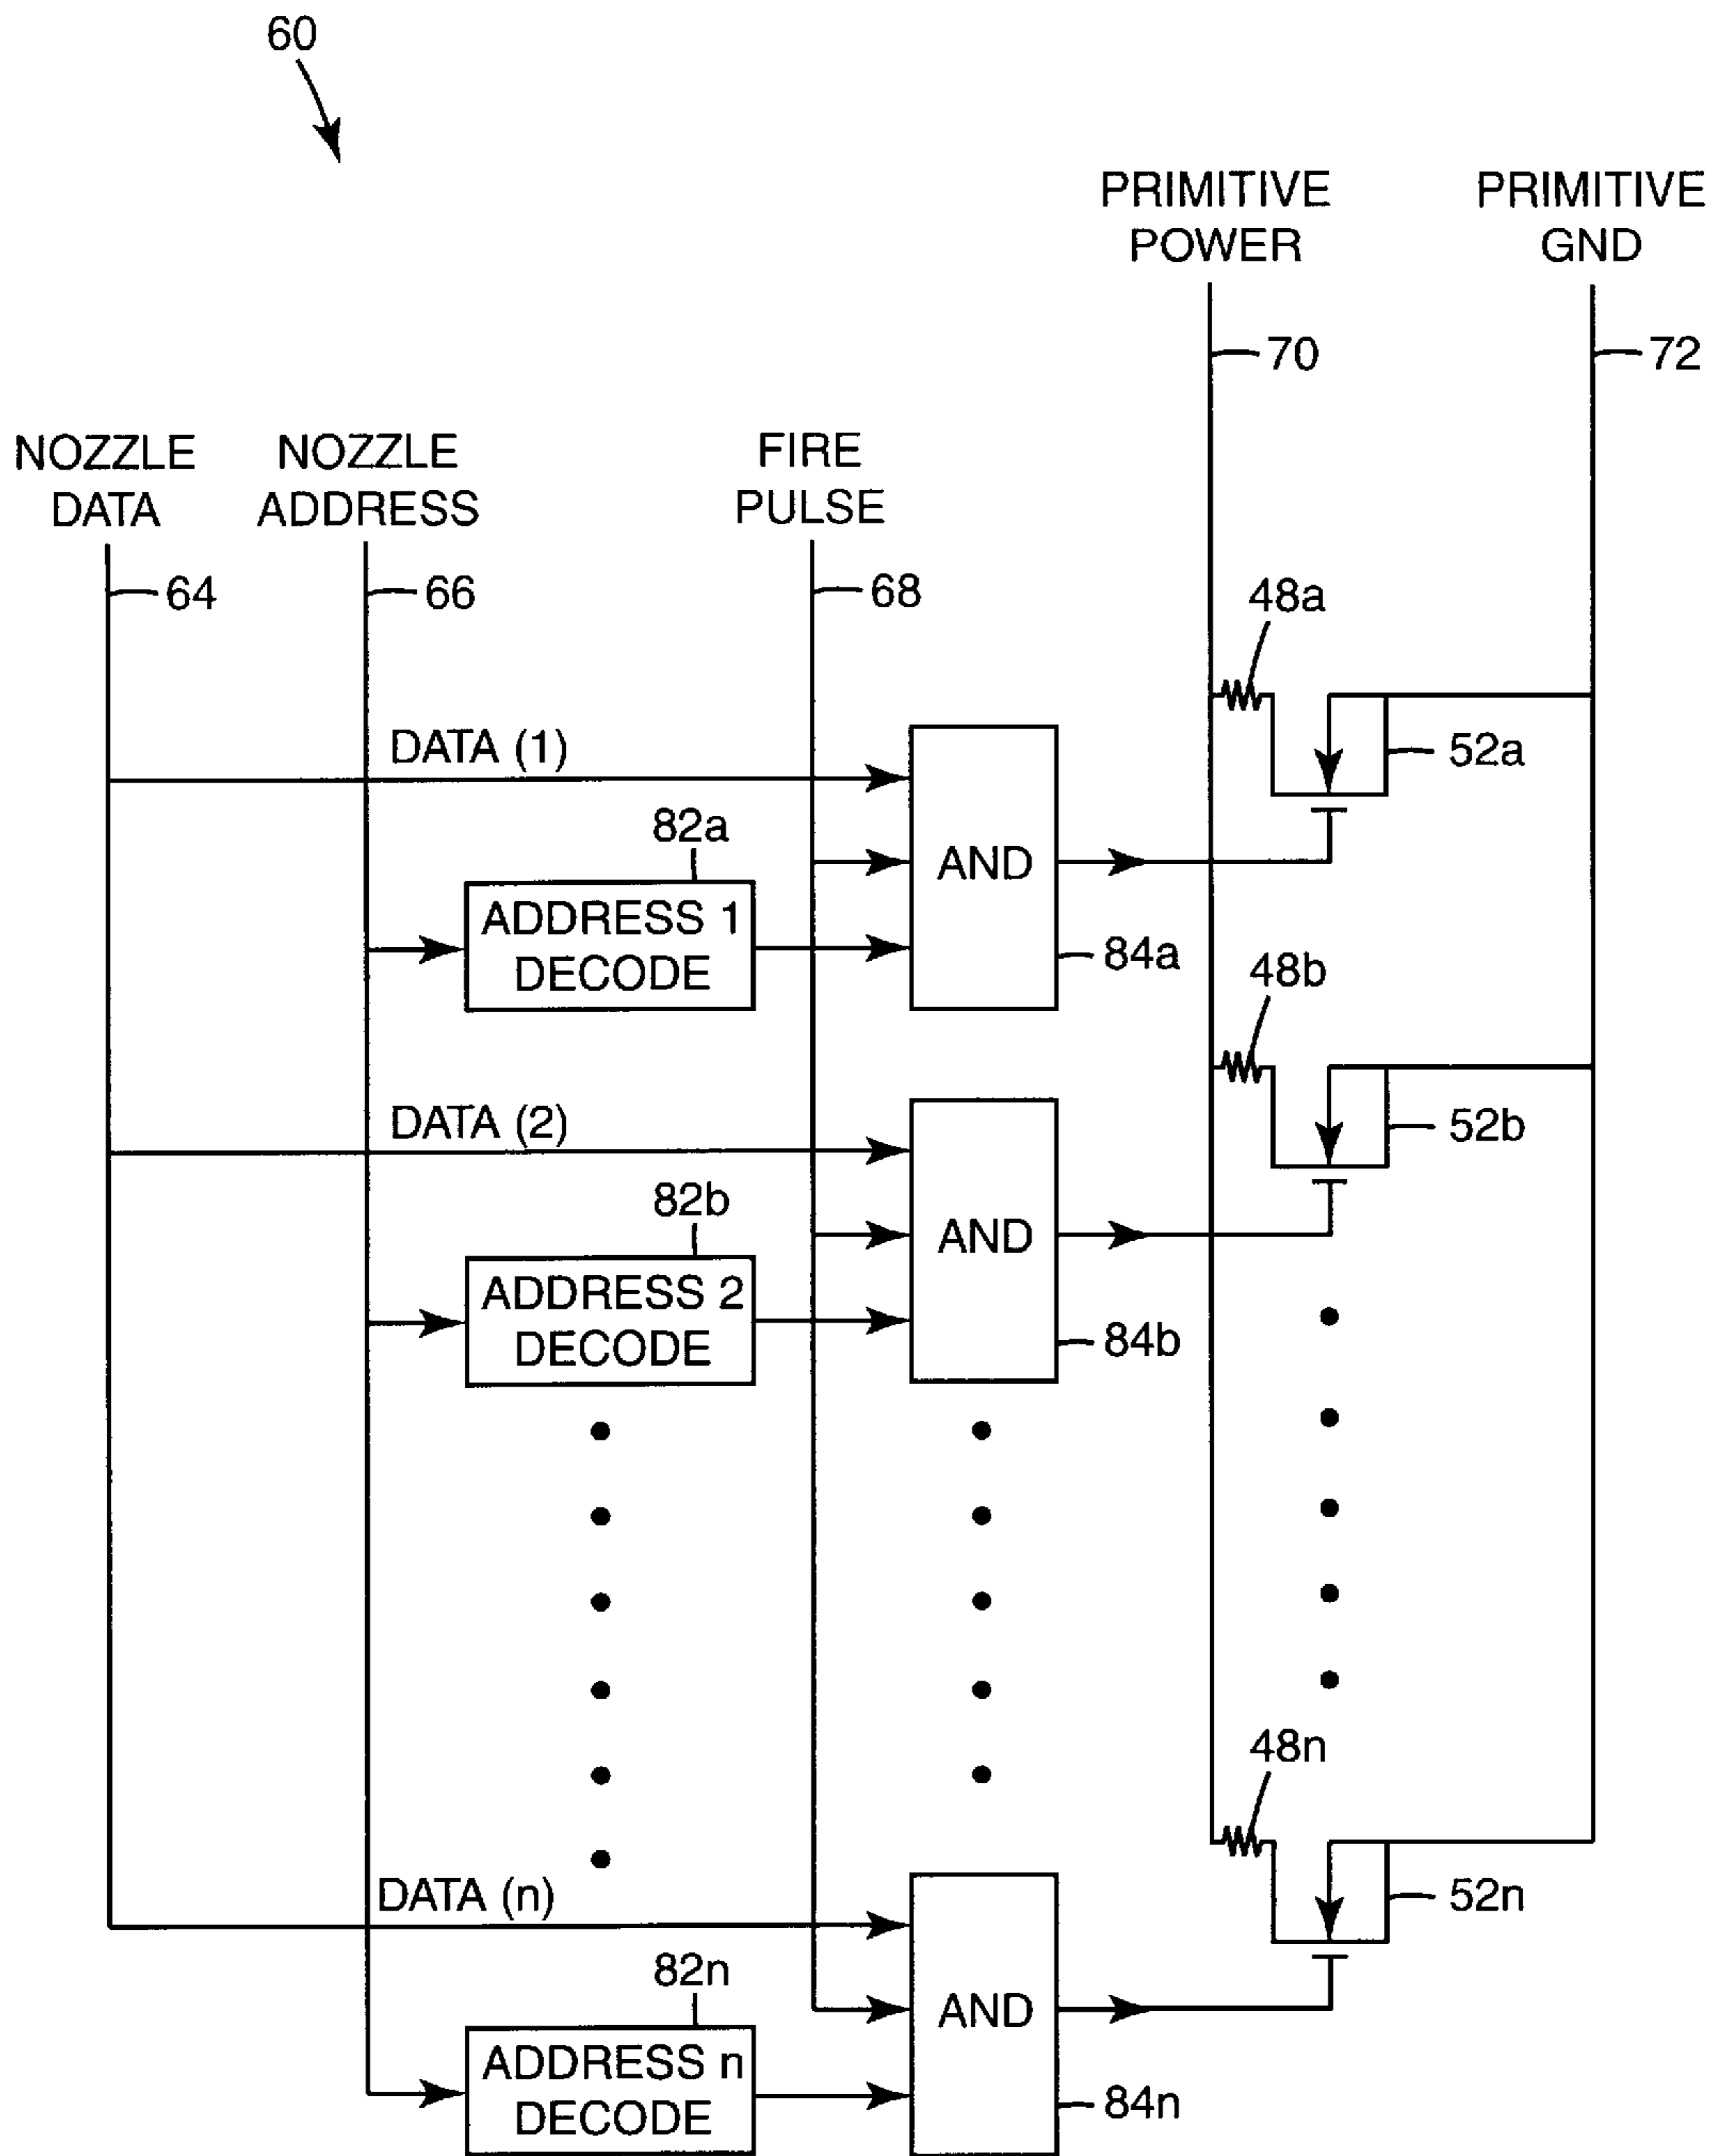 60
PRIMITIVE
POWER
PRIMITIVE
GND
70
72
NOZZLE
DATA
NOZZLE
ADDRESS
FIRE
PULSE
64
66
68
48a
DATA (1)
52a
82a
AND
ADDRESS 1
DECODE
84a
48b
DATA (2)
52b
82b
AND
ADDRESS 2
DECODE
84b
48n
DATA (n)
52n
82n
AND
ADDRESS n
DECODE
84n